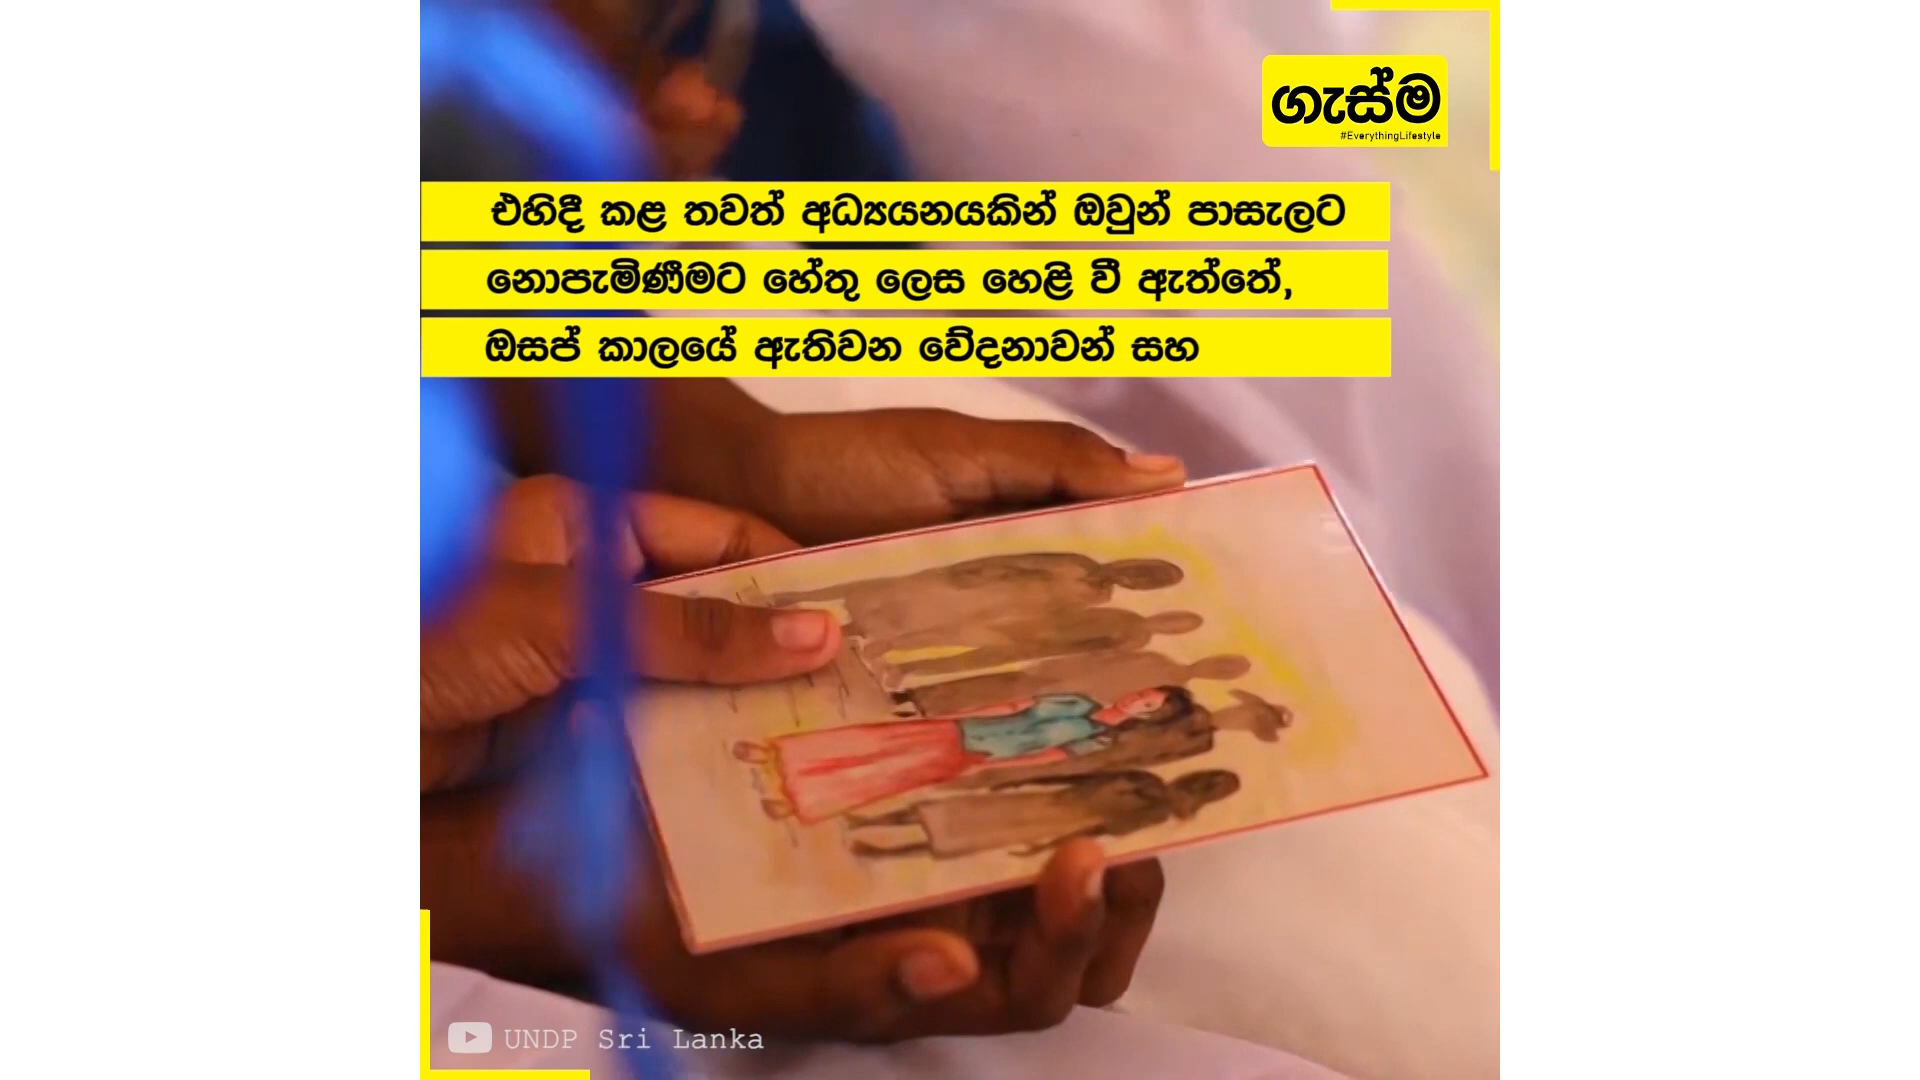 ගැස්ම
#EverythingLifestyle
එහිදී කළ තවත් අධ්‍යයනයකින් ඔවුන් පාසැලට
නොපැමිණීමට හේතු ලෙස හෙළි වී ඇත්තේ,
ඔසප් කාලයේ ඇතිවන වේදනාවන් සහ
UNDP Sri Lanka